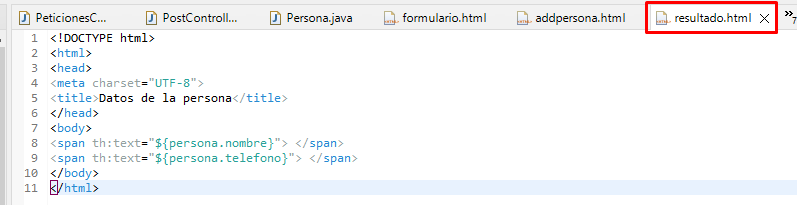 PeticionesC... PostControll... Persona.java formulario.html addpersona.html resultado.html »7
1 <!DOCTYPE html>
2 <html>
3 <head>
4 <meta charset="UTF-8">
5 <title>Datos de la persona</title>
6 </head>
7 <body>
8 <span th:text="${persona.nombre}"> </span>
9 <span th:text="${persona.telefono}"> </span>
10 </body>
11 </html>